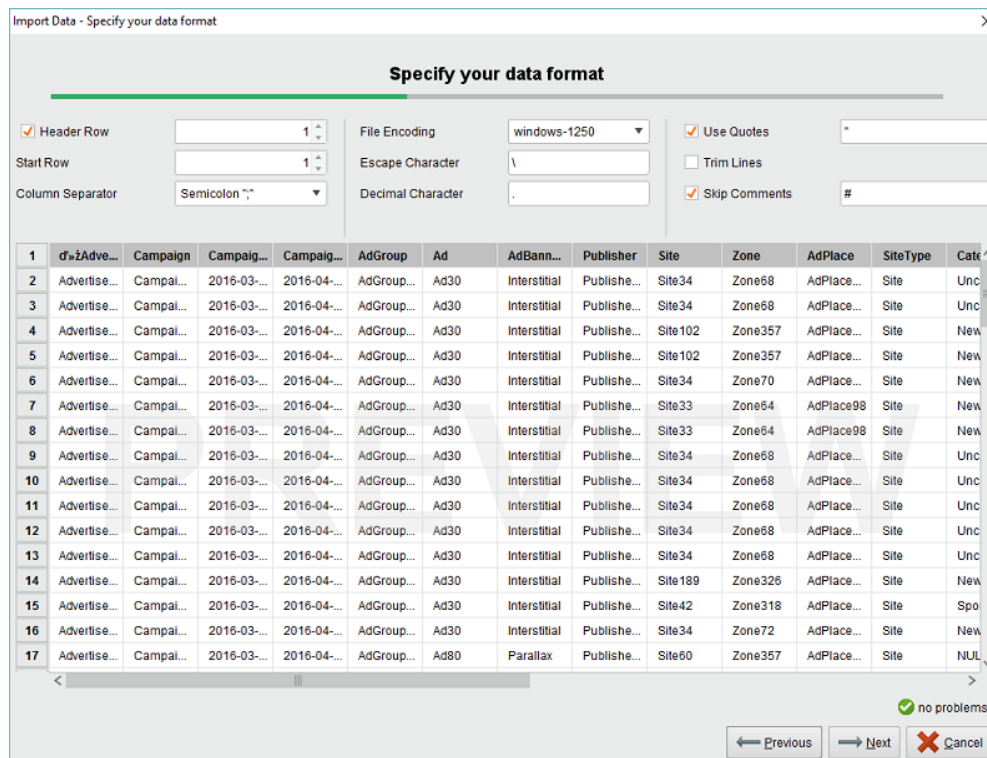 Import Data - Specify your data format
Specify your data format
Header Row 1 File Encoding windows-1250 Use Quotes "
Start Row 1 Escape Character \ Trim Lines
Column Separator Semicolon ";" Decimal Character . Skip Comments #
1 ď»żAdve... Campaign Campaig... Campaig... AdGroup Ad AdBann... Publisher Site Zone AdPlace SiteType Cate
2 Advertise... Campai... 2016-03-... 2016-04-... AdGroup... Ad30 Interstitial Publishe... Site34 Zone68 AdPlace... Site Unc
3 Advertise... Campai... 2016-03-... 2016-04-... AdGroup... Ad30 Interstitial Publishe... Site34 Zone68 AdPlace... Site Unc
4 Advertise... Campai... 2016-03-... 2016-04-... AdGroup... Ad30 Interstitial Publishe... Site102 Zone357 AdPlace... Site New
5 Advertise... Campai... 2016-03-... 2016-04-... AdGroup... Ad30 Interstitial Publishe... Site102 Zone357 AdPlace... Site New
6 Advertise... Campai... 2016-03-... 2016-04-... AdGroup... Ad30 Interstitial Publishe... Site34 Zone70 AdPlace... Site New
7 Advertise... Campai... 2016-03-... 2016-04-... AdGroup... Ad30 Interstitial Publishe... Site33 Zone64 AdPlace98 Site New
8 Advertise... Campai... 2016-03-... 2016-04-... AdGroup... Ad30 Interstitial Publishe... Site33 Zone64 AdPlace98 Site New
9 Advertise... Campai... 2016-03-... 2016-04-... AdGroup... Ad30 Interstitial Publishe... Site34 Zone68 AdPlace... Site Unc
PREVIEW
10 Advertise... Campai... 2016-03-... 2016-04-... AdGroup... Ad30 Interstitial Publishe... Site34 Zone68 AdPlace... Site Unc
11 Advertise... Campai... 2016-03-... 2016-04-... AdGroup... Ad30 Interstitial Publishe... Site34 Zone68 AdPlace... Site Unc
12 Advertise... Campai... 2016-03-... 2016-04-... AdGroup... Ad30 Interstitial Publishe... Site34 Zone68 AdPlace... Site Unc
13 Advertise... Campai... 2016-03-... 2016-04-... AdGroup... Ad30 Interstitial Publishe... Site34 Zone68 AdPlace... Site Unc
14 Advertise... Campai... 2016-03-... 2016-04-... AdGroup... Ad30 Interstitial Publishe... Site189 Zone326 AdPlace... Site New
15 Advertise... Campai... 2016-03-... 2016-04-... AdGroup... Ad30 Interstitial Publishe... Site42 Zone318 AdPlace... Site Spo
16 Advertise... Campai... 2016-03-... 2016-04-... AdGroup... Ad30 Interstitial Publishe... Site34 Zone72 AdPlace... Site New
17 Advertise... Campai... 2016-03-... 2016-04-... AdGroup... Ad80 Parallax Publishe... Site60 Zone357 AdPlace... Site NUL
no problems
Previous Next Cancel